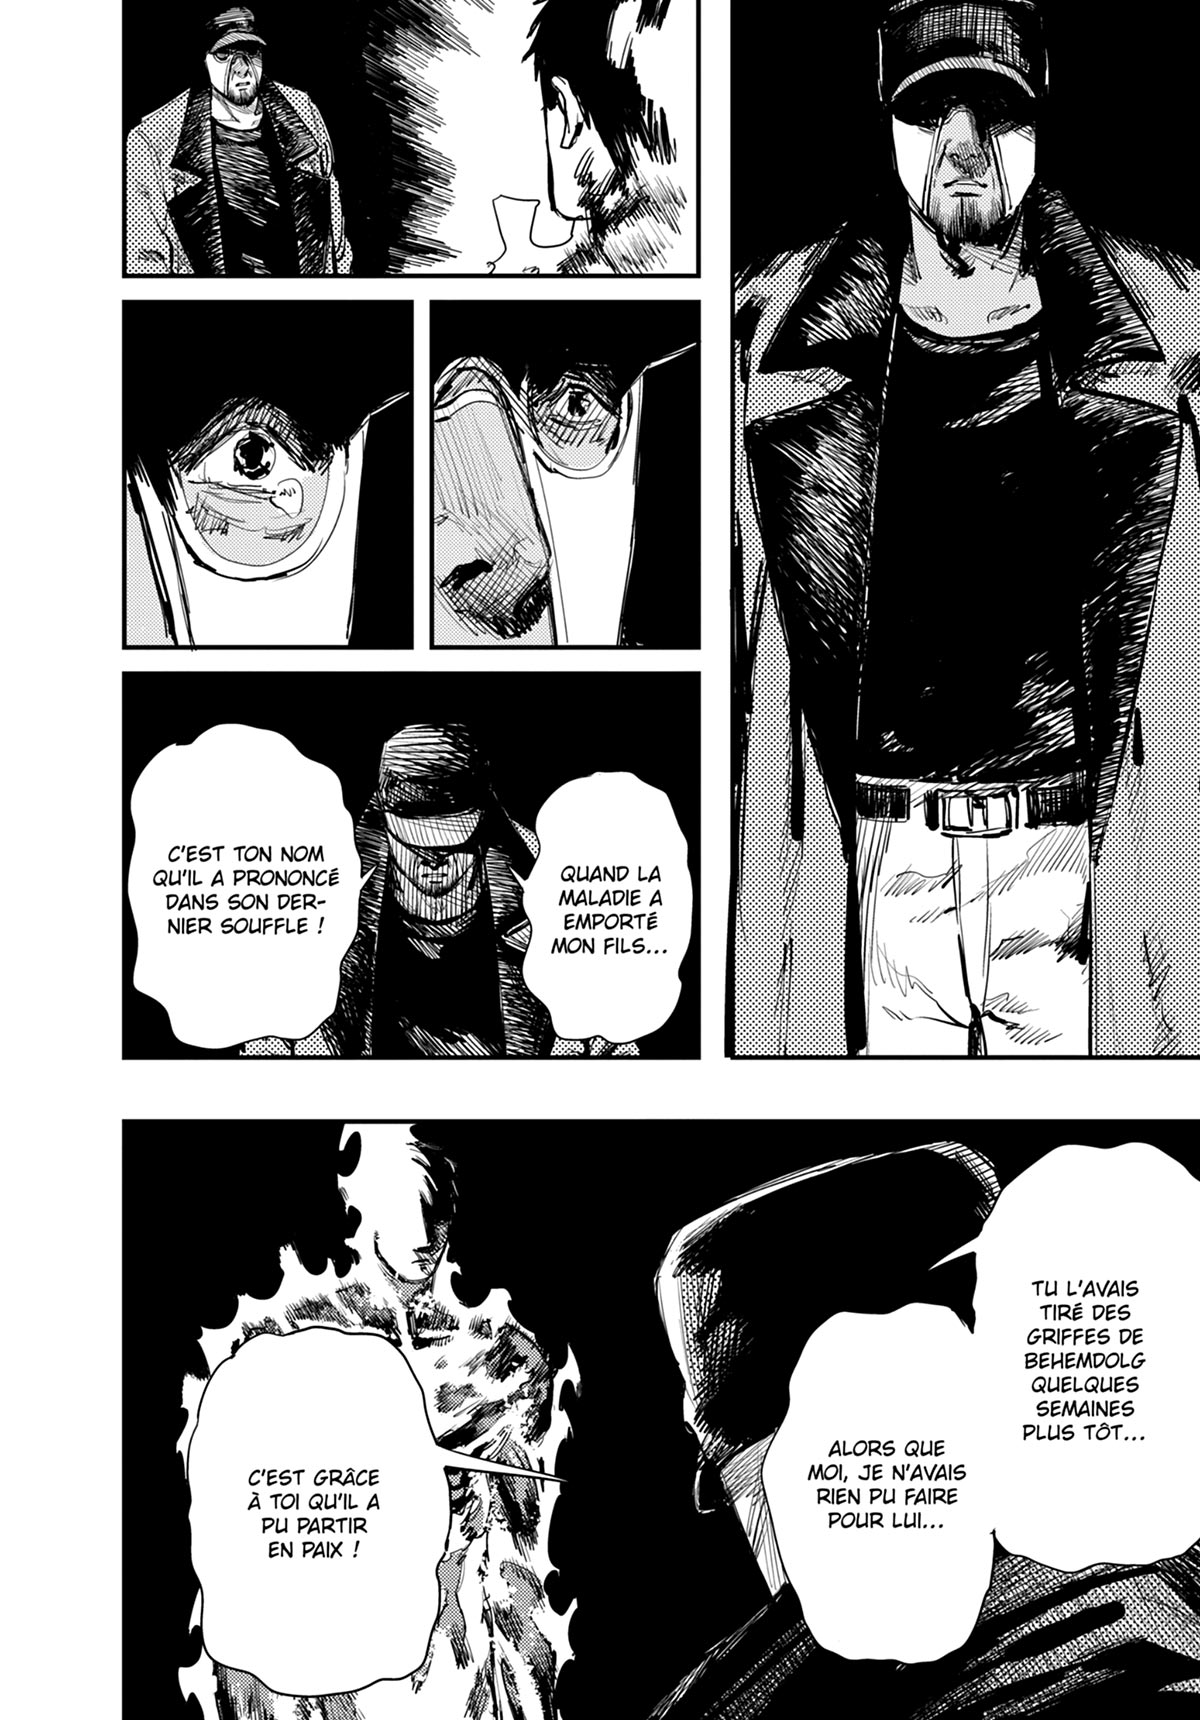 QUAND LA
MALADIE A
EMPORTÉ
MON FILS...
C'EST TON NOM
QU'IL A PRONONCÉ
DANS SON DER-
NIER SOUFFLE !
TU L'AVAIS
TIRÉ DES
GRIFFES DE
BEHEMDOLG
QUELQUES
SEMAINES
PLUS TÔT...
ALORS QUE
MOI, JE N'AVAIS
RIEN PU FAIRE
POUR LUI...
C'EST GRÂCE
À TOI QU'IL A
PU PARTIR
EN PAIX !